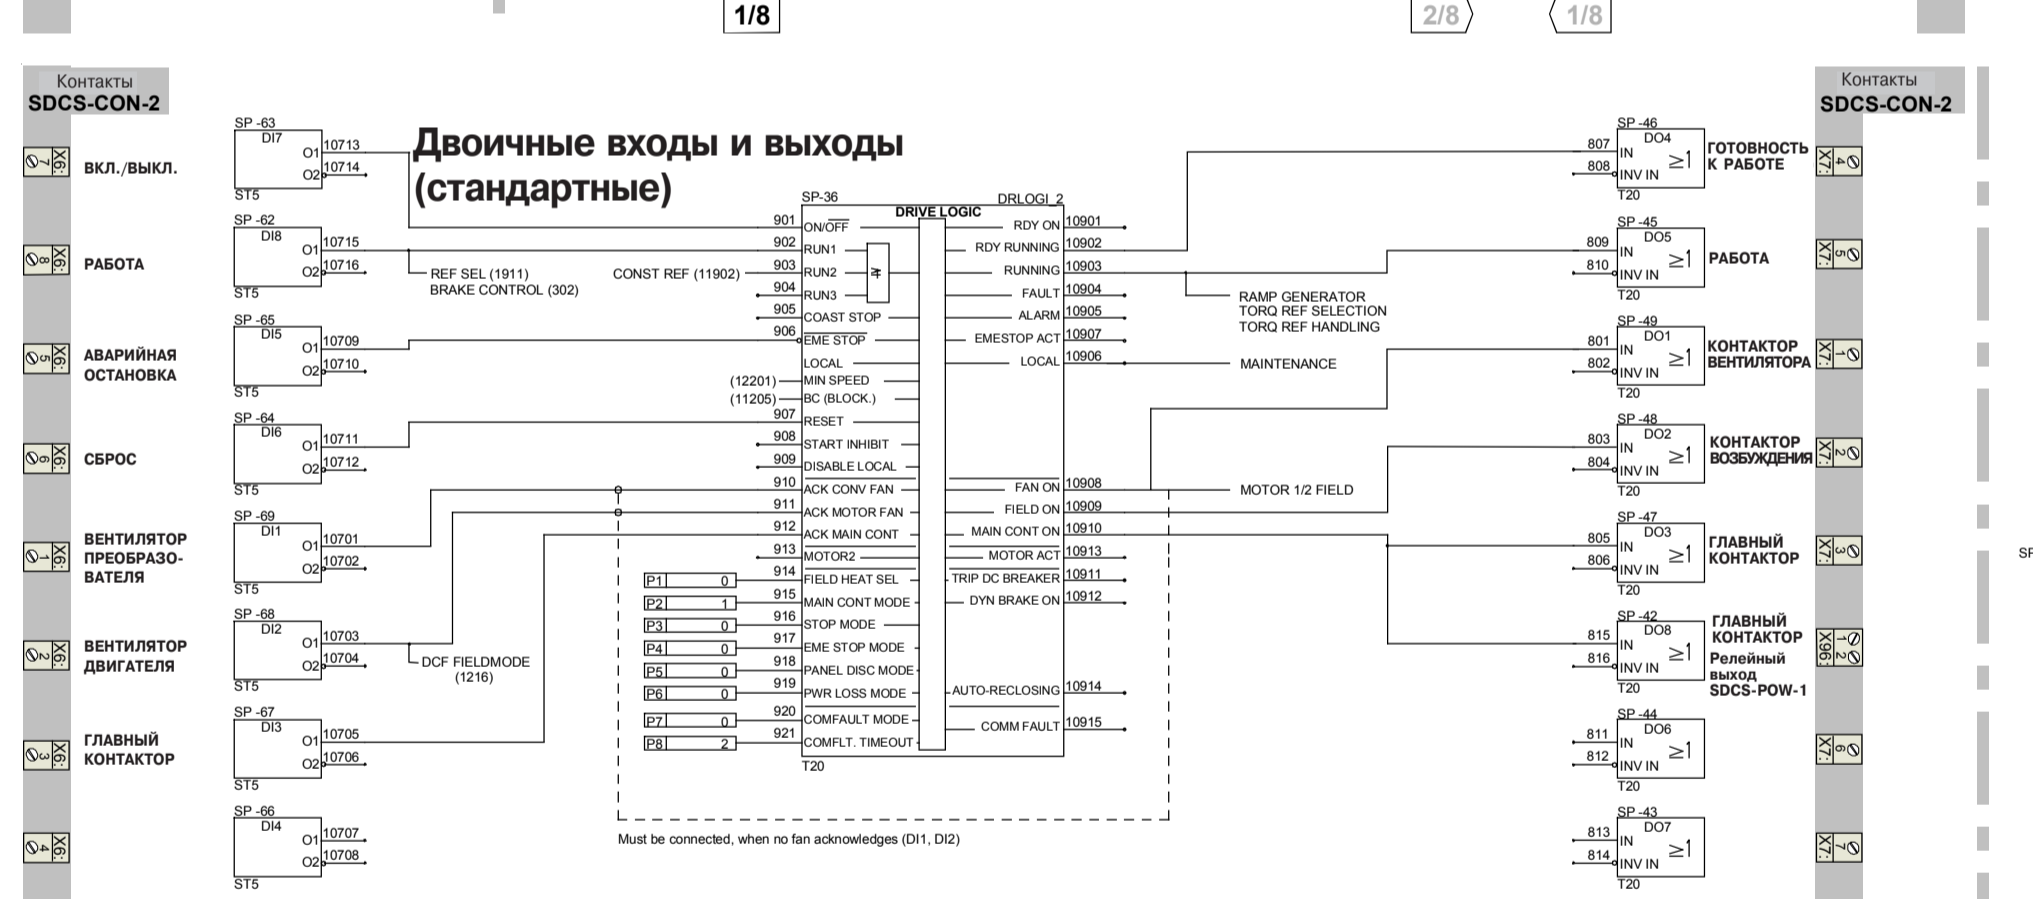 1/8
2/8
1/8
Контакты
SDCS-CON-2
Контакты
SDCS-CON-2
Двоичные входы и выходы
(стандартные)
X6: 7
ВКЛ./ВЫКЛ.
SP -63
DI7
O1 10713
O2 10714
ST5
X6: 8
РАБОТА
SP -62
DI8
O1 10715
O2 10716
ST5
REF SEL (1911)
BRAKE CONTROL (302)
X6: 5
АВАРИЙНАЯ
ОСТАНОВКА
SP -65
DI5
O1 10709
O2 10710
ST5
X6: 6
СБРОС
SP -64
DI6
O1 10711
O2 10712
ST5
X6: 1
ВЕНТИЛЯТОР
ПРЕОБРАЗО-
ВАТЕЛЯ
SP -69
DI1
O1 10701
O2 10702
ST5
X6: 2
ВЕНТИЛЯТОР
ДВИГАТЕЛЯ
SP -68
DI2
O1 10703
O2 10704
ST5
DCF FIELDMODE
(1216)
X6: 3
ГЛАВНЫЙ
КОНТАКТОР
SP -67
DI3
O1 10705
O2 10706
ST5
X6: 4
SP -66
DI4
O1 10707
O2 10708
ST5
SP-36
DRLOGI_2
DRIVE LOGIC
901 ON/OFF
902 RUN1
CONST REF (11902) 903 RUN2
904 RUN3
905 COAST STOP
906 EME STOP
LOCAL
(12201) MIN SPEED
(11205) BC (BLOCK.)
907 RESET
908 START INHIBIT
909 DISABLE LOCAL
910 ACK CONV FAN
911 ACK MOTOR FAN
912 ACK MAIN CONT
913 MOTOR2
P1 0 914 FIELD HEAT SEL
P2 1 915 MAIN CONT MODE
P3 0 916 STOP MODE
P4 0 917 EME STOP MODE
P5 0 918 PANEL DISC MODE
P6 0 919 PWR LOSS MODE
P7 0 920 COMFAULT MODE
P8 2 921 COMFLT. TIMEOUT
T20
RDY ON 10901
RDY RUNNING 10902
RUNNING 10903
FAULT 10904
ALARM 10905
EMESTOP ACT 10907
LOCAL 10906
FAN ON 10908
FIELD ON 10909
MAIN CONT ON 10910
MOTOR ACT 10913
TRIP DC BREAKER 10911
DYN BRAKE ON 10912
AUTO-RECLOSING 10914
COMM FAULT 10915
RAMP GENERATOR
TORQ REF SELECTION
TORQ REF HANDLING
MAINTENANCE
MOTOR 1/2 FIELD
Must be connected, when no fan acknowledges (DI1, DI2)
SP -46
DO4
807 IN
808 INV IN
≥1
T20
ГОТОВНОСТЬ
К РАБОТЕ
X7: 4
SP -45
DO5
809 IN
810 INV IN
≥1
T20
РАБОТА
X7: 5
SP -49
DO1
801 IN
802 INV IN
≥1
T20
КОНТАКТОР
ВЕНТИЛЯТОРА
X7: 1
SP -48
DO2
803 IN
804 INV IN
≥1
T20
КОНТАКТОР
ВОЗБУЖДЕНИЯ
X7: 2
SP -47
DO3
805 IN
806 INV IN
≥1
T20
ГЛАВНЫЙ
КОНТАКТОР
X7: 3
SP -42
DO8
815 IN
816 INV IN
≥1
T20
ГЛАВНЫЙ
КОНТАКТОР
Релейный
выход
SDCS-POW-1
X96: 1 2
SP -44
DO6
811 IN
812 INV IN
≥1
T20
X7: 6
SP -43
DO7
813 IN
814 INV IN
≥1
T20
X7: 7